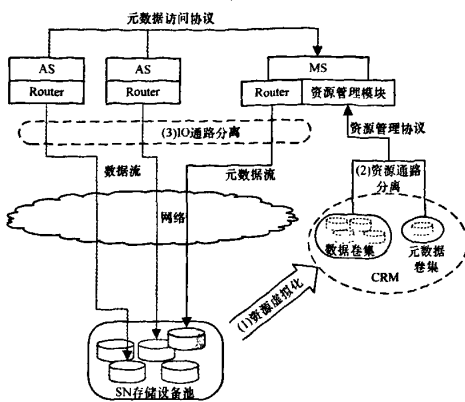 元数据访问协议
AS
AS
MS
Router
Router
Router
资源管理模块
(3)IO通路分离
资源管理协议
数据流
元数据流
(2)资源通路
分离
网络
数据卷集
元数据
卷集
CRM
(1)资源虚拟化
SN存储设备池